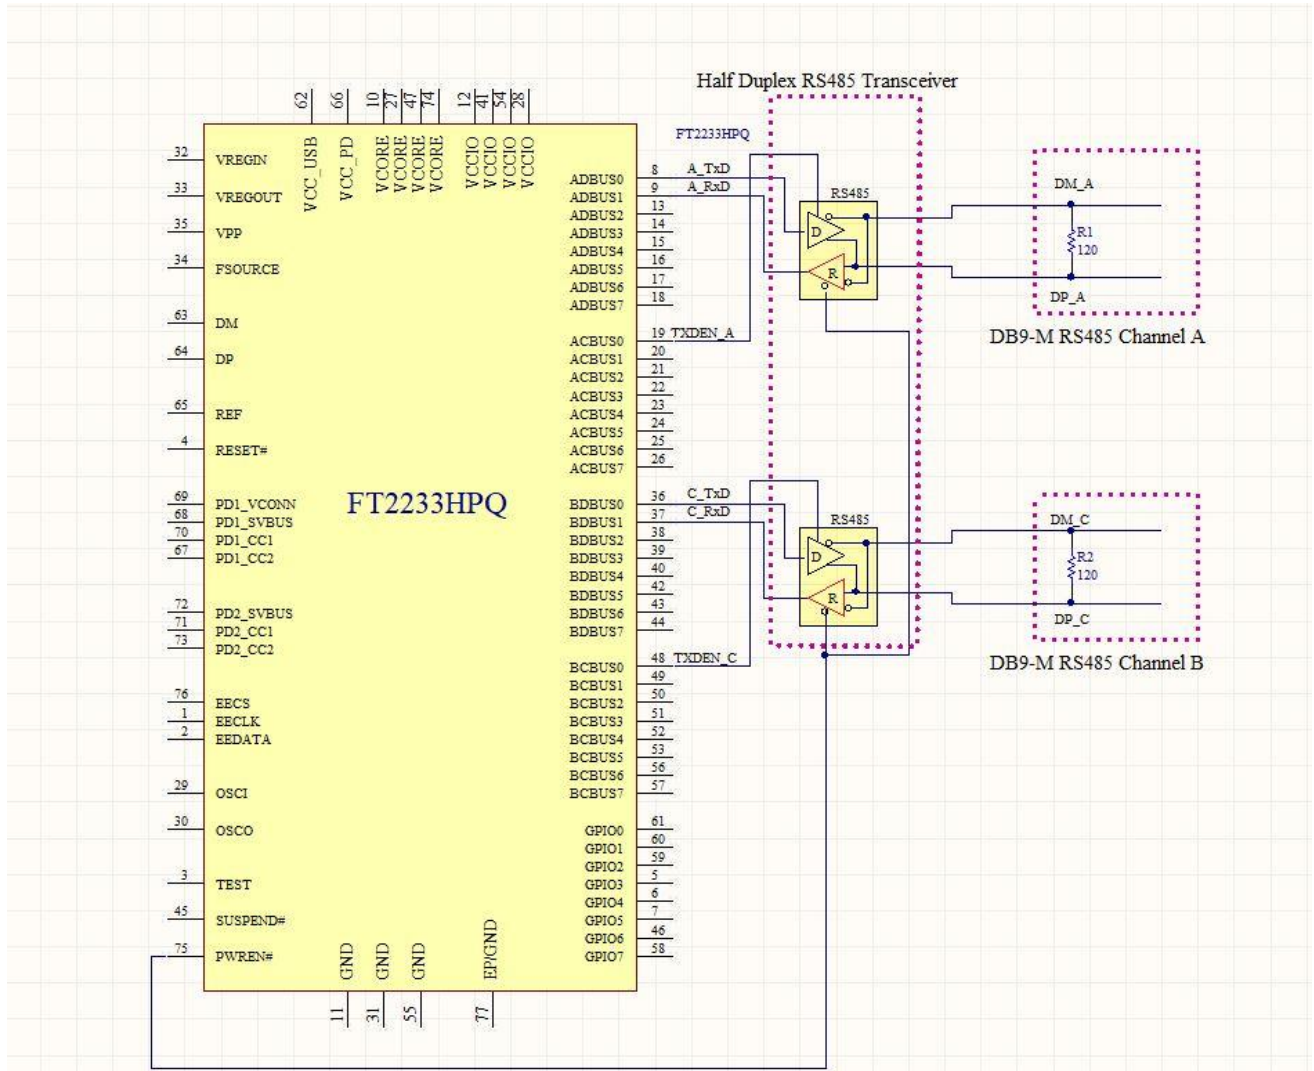 Half Duplex RS485 Transceiver
62
66
10
27
47
74
12
41
54
28
VCC_USB
VCC_PD
VCORE
VCORE
VCORE
VCORE
VCCIO
VCCIO
VCCIO
VCCIO
FT2233HPQ
32 VREGIN
33 VREGOUT
35 VPP
34 FSOURCE
63 DM
64 DP
65 REF
4 RESET#
69 PD1_VCONN
68 PD1_SVBUS
70 PD1_CC1
67 PD1_CC2
72 PD2_SVBUS
71 PD2_CC1
73 PD2_CC2
76 EECS
1 EECLK
2 EEDATA
29 OSCI
30 OSCO
3 TEST
45 SUSPEND#
75 PWREN#
FT2233HPQ
ADBUS0 8 A_TxD
ADBUS1 9 A_RxD
ADBUS2 13
ADBUS3 14
ADBUS4 15
ADBUS5 16
ADBUS6 17
ADBUS7 18
ACBUS0 19 TXDEN_A
ACBUS1 20
ACBUS2 21
ACBUS3 22
ACBUS4 23
ACBUS5 24
ACBUS6 25
ACBUS7 26
BDBUS0 36 C_TxD
BDBUS1 37 C_RxD
BDBUS2 38
BDBUS3 39
BDBUS4 40
BDBUS5 42
BDBUS6 43
BDBUS7 44
BCBUS0 48 TXDEN_C
BCBUS1 49
BCBUS2 50
BCBUS3 51
BCBUS4 52
BCBUS5 53
BCBUS6 56
BCBUS7 57
GPIO0 61
GPIO1 60
GPIO2 59
GPIO3 5
GPIO4 6
GPIO5 7
GPIO6 46
GPIO7 58
GND
GND
GND
EP/GND
11
31
55
77
RS485
D
R
DM_A
R1
120
DP_A
DB9-M RS485 Channel A
RS485
D
R
DM_C
R2
120
DP_C
DB9-M RS485 Channel B